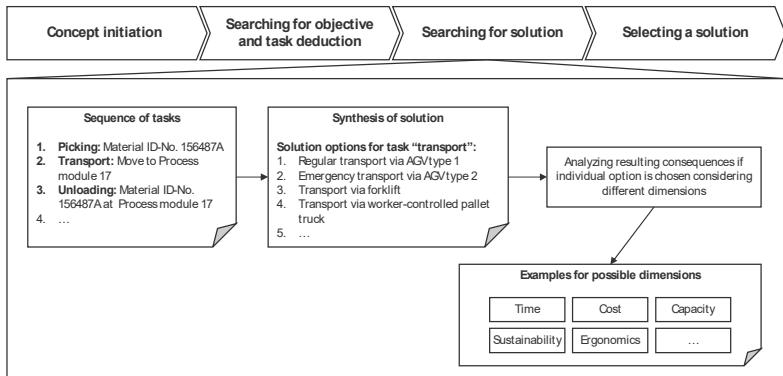 Concept initiation
Searching for objective
and task deduction
Searching for solution
Selecting a solution
Sequence of tasks
1. Picking: Material ID-No. 156487A
2. Transport: Move to Process
module 17
3. Unloading: Material ID-No.
156487A at Process module 17
4. …
Synthesis of solution
Solution options for task “transport”:
1. Regular transport via AGV type 1
2. Emergency transport via AGV type 2
3. Transport via forklift
4. Transport via worker-controlled pallet
truck
5. …
Analyzing resulting consequences if
individual option is chosen considering
different dimensions
Examples for possible dimensions
Time
Cost
Capacity
Sustainability
Ergonomics
…